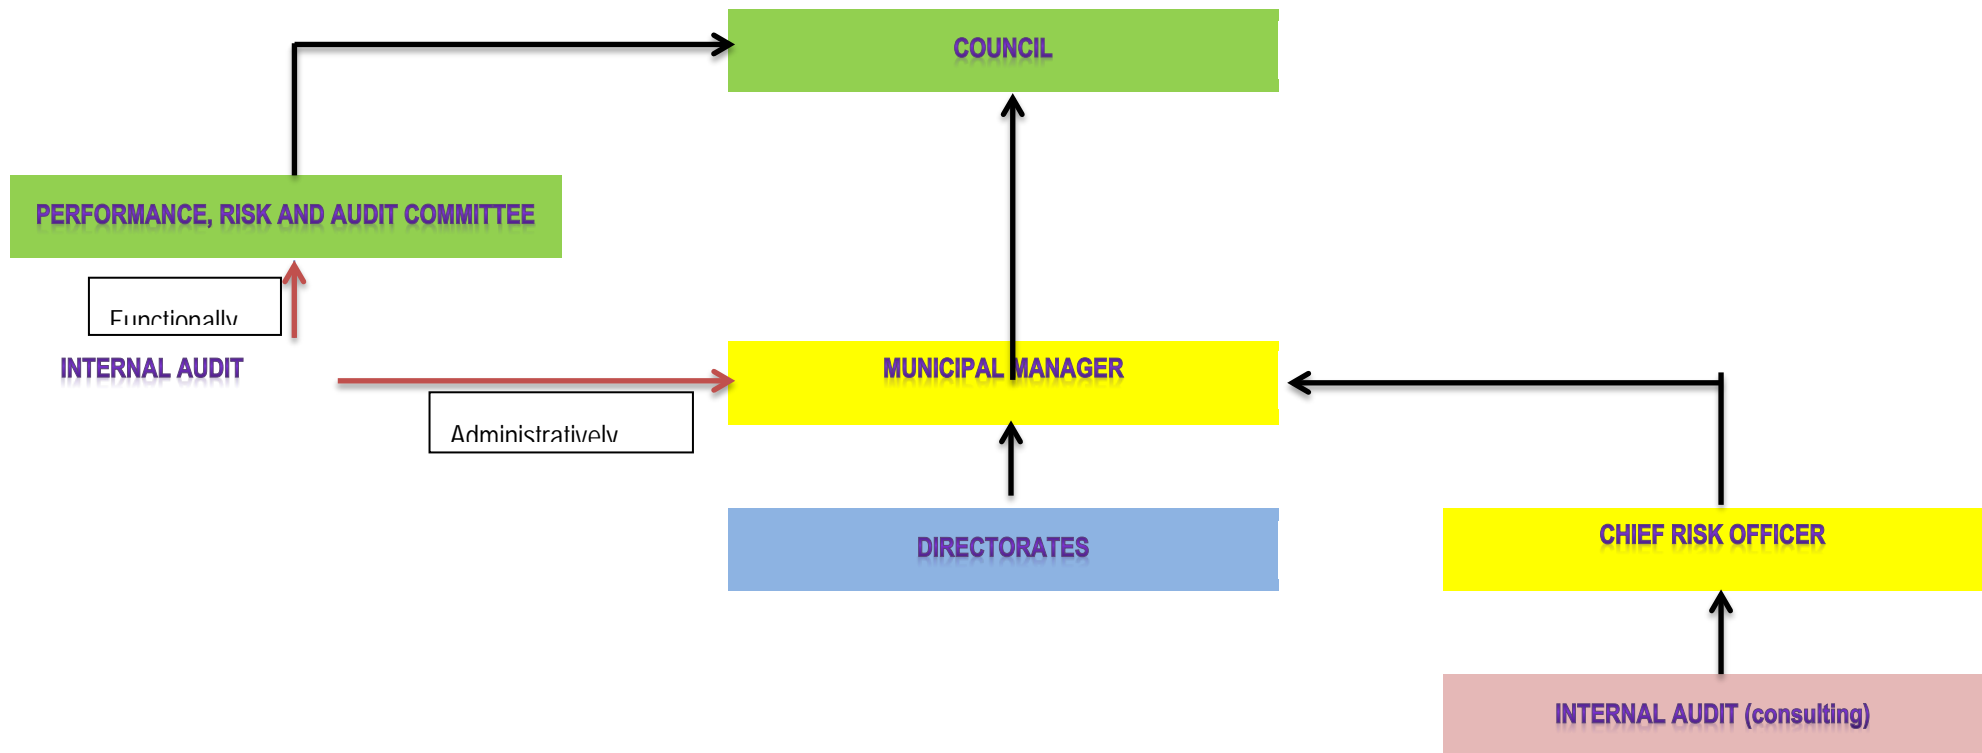 COUNCIL
PERFORMANCE, RISK AND AUDIT COMMITTEE
Functionally
INTERNAL AUDIT
MUNICIPAL MANAGER
Administratively
DIRECTORATES
CHIEF RISK OFFICER
INTERNAL AUDIT (consulting)